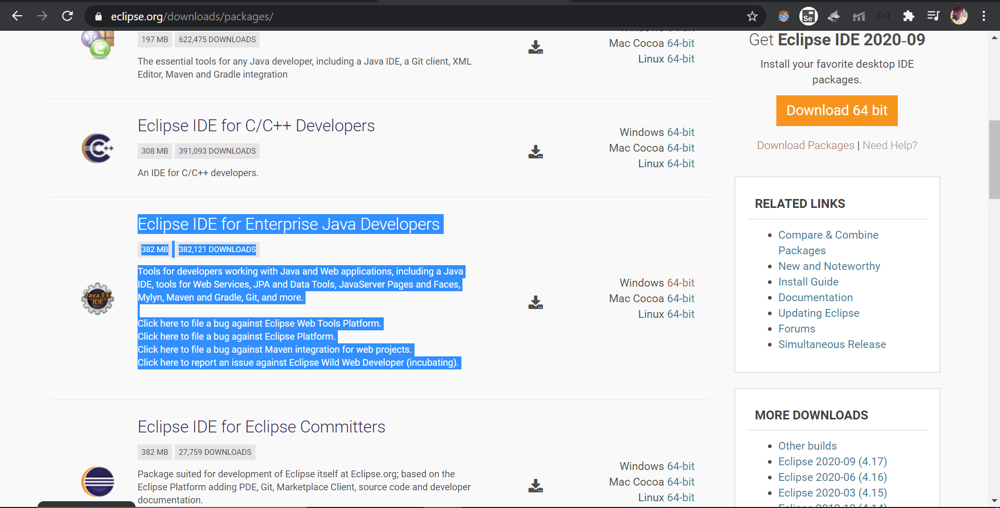 eclipse.org/downloads/packages/
Se
197 MB 622,475 DOWNLOADS
The essential tools for any Java developer, including a Java IDE, a Git client, XML
Editor, Maven and Gradle integration
Mac Cocoa 64-bit
Linux 64-bit
Eclipse IDE for C/C++ Developers
308 MB 391,093 DOWNLOADS
An IDE for C/C++ developers.
Windows 64-bit
Mac Cocoa 64-bit
Linux 64-bit
Eclipse IDE for Enterprise Java Developers
382 MB 382,121 DOWNLOADS
Tools for developers working with Java and Web applications, including a Java
IDE, tools for Web Services, JPA and Data Tools, JavaServer Pages and Faces,
Mylyn, Maven and Gradle, Git, and more.
Click here to file a bug against Eclipse Web Tools Platform.
Click here to file a bug against Eclipse Platform.
Click here to file a bug against Maven integration for web projects.
Click here to report an issue against Eclipse Wild Web Developer (incubating).
Java EE
IDE
Windows 64-bit
Mac Cocoa 64-bit
Linux 64-bit
Eclipse IDE for Eclipse Committers
382 MB 27,759 DOWNLOADS
Package suited for development of Eclipse itself at Eclipse.org; based on the
Eclipse Platform adding PDE, Git, Marketplace Client, source code and developer
documentation.
Windows 64-bit
Mac Cocoa 64-bit
Linux 64-bit
Get Eclipse IDE 2020-09
Install your favorite desktop IDE
packages.
Download 64 bit
Download Packages | Need Help?
RELATED LINKS
Compare & Combine
Packages
New and Noteworthy
Install Guide
Documentation
Updating Eclipse
Forums
Simultaneous Release
MORE DOWNLOADS
Other builds
Eclipse 2020-09 (4.17)
Eclipse 2020-06 (4.16)
Eclipse 2020-03 (4.15)